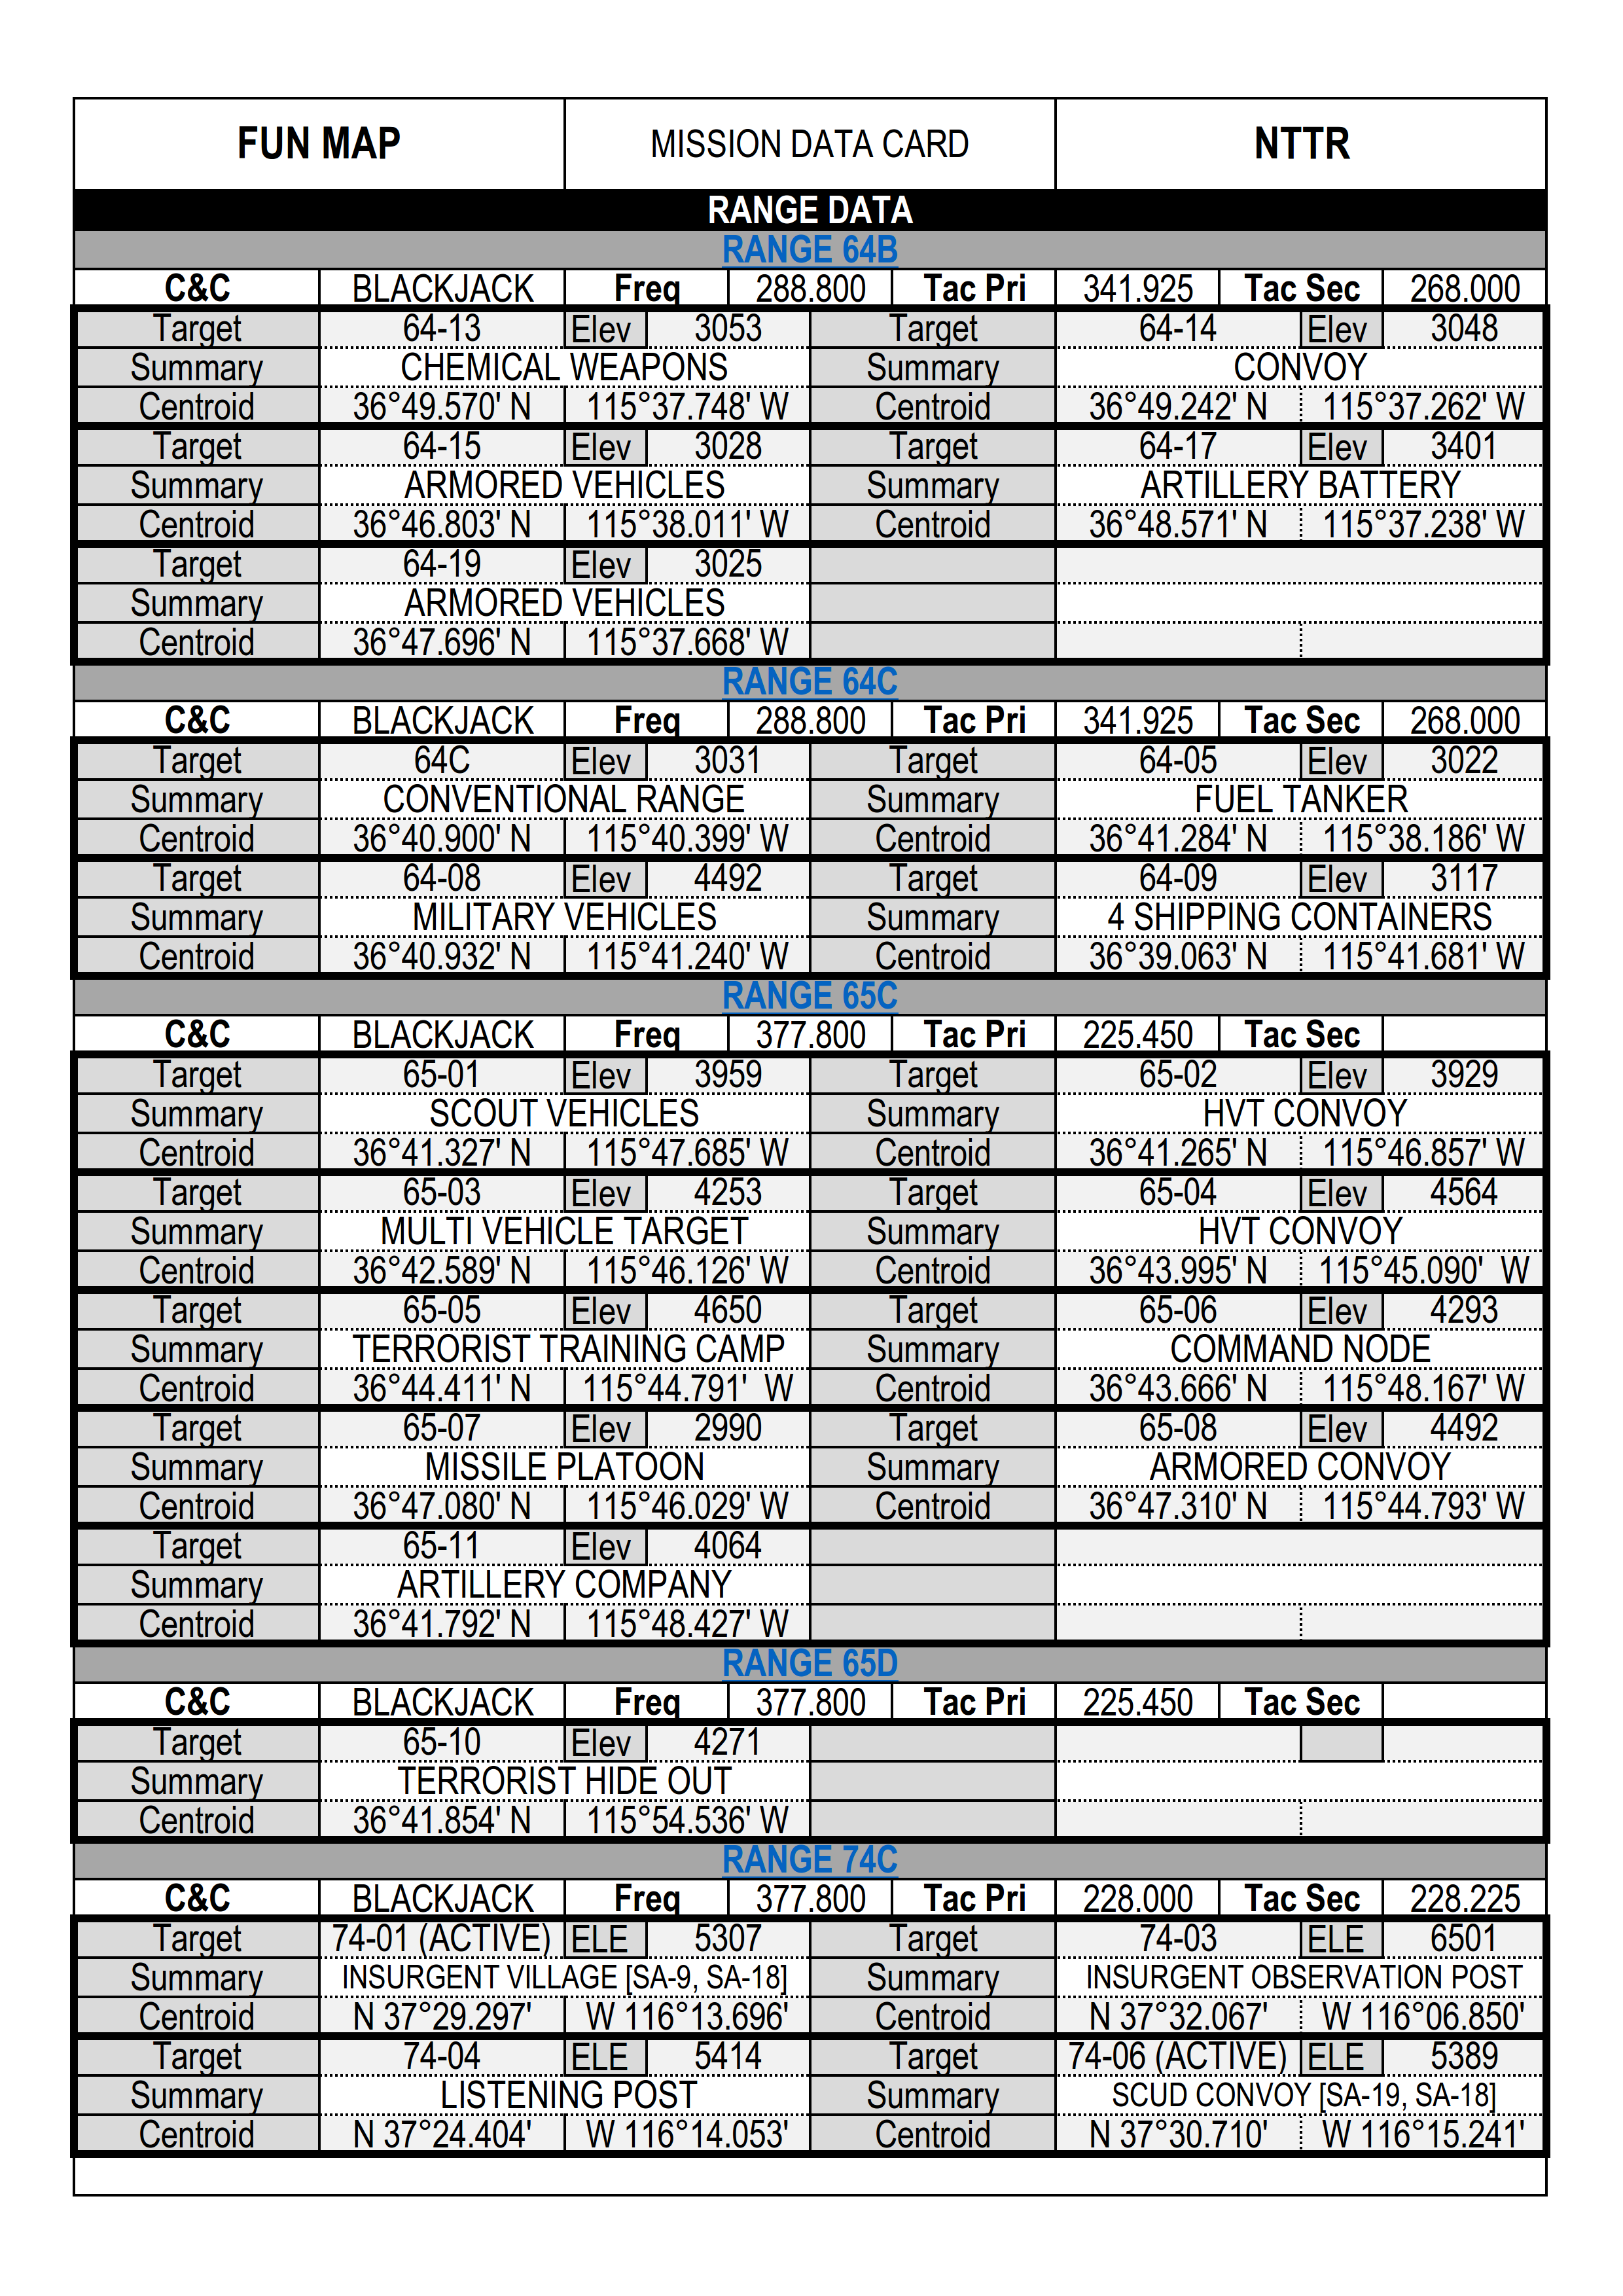 FUN MAP MISSION DATA CARD NTTR
RANGE DATA
RANGE 64B
C&C BLACKJACK Freq 288.800 Tac Pri 341.925 Tac Sec 268.000
Target 64-13 Elev 3053 Target 64-14 Elev 3048
Summary CHEMICAL WEAPONS Summary CONVOY
Centroid 36°49.570' N 115°37.748' W Centroid 36°49.242' N 115°37.262' W
Target 64-15 Elev 3028 Target 64-17 Elev 3401
Summary ARMORED VEHICLES Summary ARTILLERY BATTERY
Centroid 36°46.803' N 115°38.011' W Centroid 36°48.571' N 115°37.238' W
Target 64-19 Elev 3025
Summary ARMORED VEHICLES
Centroid 36°47.696' N 115°37.668' W
RANGE 64C
C&C BLACKJACK Freq 288.800 Tac Pri 341.925 Tac Sec 268.000
Target 64C Elev 3031 Target 64-05 Elev 3022
Summary CONVENTIONAL RANGE Summary FUEL TANKER
Centroid 36°40.900' N 115°40.399' W Centroid 36°41.284' N 115°38.186' W
Target 64-08 Elev 4492 Target 64-09 Elev 3117
Summary MILITARY VEHICLES Summary 4 SHIPPING CONTAINERS
Centroid 36°40.932' N 115°41.240' W Centroid 36°39.063' N 115°41.681' W
RANGE 65C
C&C BLACKJACK Freq 377.800 Tac Pri 225.450 Tac Sec
Target 65-01 Elev 3959 Target 65-02 Elev 3929
Summary SCOUT VEHICLES Summary HVT CONVOY
Centroid 36°41.327' N 115°47.685' W Centroid 36°41.265' N 115°46.857' W
Target 65-03 Elev 4253 Target 65-04 Elev 4564
Summary MULTI VEHICLE TARGET Summary HVT CONVOY
Centroid 36°42.589' N 115°46.126' W Centroid 36°43.995' N 115°45.090' W
Target 65-05 Elev 4650 Target 65-06 Elev 4293
Summary TERRORIST TRAINING CAMP Summary COMMAND NODE
Centroid 36°44.411' N 115°44.791' W Centroid 36°43.666' N 115°48.167' W
Target 65-07 Elev 2990 Target 65-08 Elev 4492
Summary MISSILE PLATOON Summary ARMORED CONVOY
Centroid 36°47.080' N 115°46.029' W Centroid 36°47.310' N 115°44.793' W
Target 65-11 Elev 4064
Summary ARTILLERY COMPANY
Centroid 36°41.792' N 115°48.427' W
RANGE 65D
C&C BLACKJACK Freq 377.800 Tac Pri 225.450 Tac Sec
Target 65-10 Elev 4271
Summary TERRORIST HIDE OUT
Centroid 36°41.854' N 115°54.536' W
RANGE 74C
C&C BLACKJACK Freq 377.800 Tac Pri 228.000 Tac Sec 228.225
Target 74-01 (ACTIVE) ELE 5307 Target 74-03 ELE 6501
Summary INSURGENT VILLAGE [SA-9, SA-18] Summary INSURGENT OBSERVATION POST
Centroid N 37°29.297' W 116°13.696' Centroid N 37°32.067' W 116°06.850'
Target 74-04 ELE 5414 Target 74-06 (ACTIVE) ELE 5389
Summary LISTENING POST Summary SCUD CONVOY [SA-19, SA-18]
Centroid N 37°24.404' W 116°14.053' Centroid N 37°30.710' W 116°15.241'